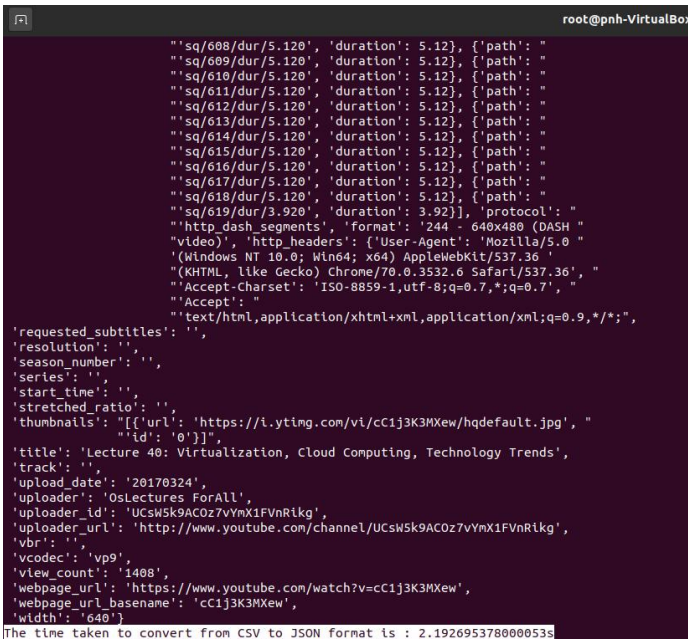 root@pnh-VirtualBox
"'sq/608/dur/5.120', 'duration': 5.12}, {'path': "
"'sq/609/dur/5.120', 'duration': 5.12}, {'path': "
"'sq/610/dur/5.120', 'duration': 5.12}, {'path': "
"'sq/611/dur/5.120', 'duration': 5.12}, {'path': "
"'sq/612/dur/5.120', 'duration': 5.12}, {'path': "
"'sq/613/dur/5.120', 'duration': 5.12}, {'path': "
"'sq/614/dur/5.120', 'duration': 5.12}, {'path': "
"'sq/615/dur/5.120', 'duration': 5.12}, {'path': "
"'sq/616/dur/5.120', 'duration': 5.12}, {'path': "
"'sq/617/dur/5.120', 'duration': 5.12}, {'path': "
"'sq/618/dur/5.120', 'duration': 5.12}, {'path': "
"'sq/619/dur/3.920', 'duration': 3.92}], 'protocol': "
"'http_dash_segments', 'format': '244 - 640x480 (DASH "
"video)', 'http_headers': {'User-Agent': 'Mozilla/5.0 "
'(Windows NT 10.0; Win64; x64) AppleWebKit/537.36 '
"(KHTML, like Gecko) Chrome/70.0.3532.6 Safari/537.36', "
"'Accept-Charset': 'ISO-8859-1,utf-8;q=0.7,*;q=0.7', "
"'Accept': "
"'text/html,application/xhtml+xml,application/xml;q=0.9,*/*;",
'requested_subtitles': '',
'resolution': '',
'season_number': '',
'series': '',
'start_time': '',
'stretched_ratio': '',
'thumbnails': "[{'url': 'https://i.ytimg.com/vi/cC1j3K3MXew/hqdefault.jpg', "
"'id': '0'}]",
'title': 'Lecture 40: Virtualization, Cloud Computing, Technology Trends',
'track': '',
'upload_date': '20170324',
'uploader': 'OsLectures ForAll',
'uploader_id': 'UCsW5k9ACOz7vYmX1FVnRikg',
'uploader_url': 'http://www.youtube.com/channel/UCsW5k9ACOz7vYmX1FVnRikg',
'vbr': '',
'vcodec': 'vp9',
'view_count': '1408',
'webpage_url': 'https://www.youtube.com/watch?v=cC1j3K3MXew',
'webpage_url_basename': 'cC1j3K3MXew',
'width': '640'}
The time taken to convert from CSV to JSON format is : 2.192695378000053s